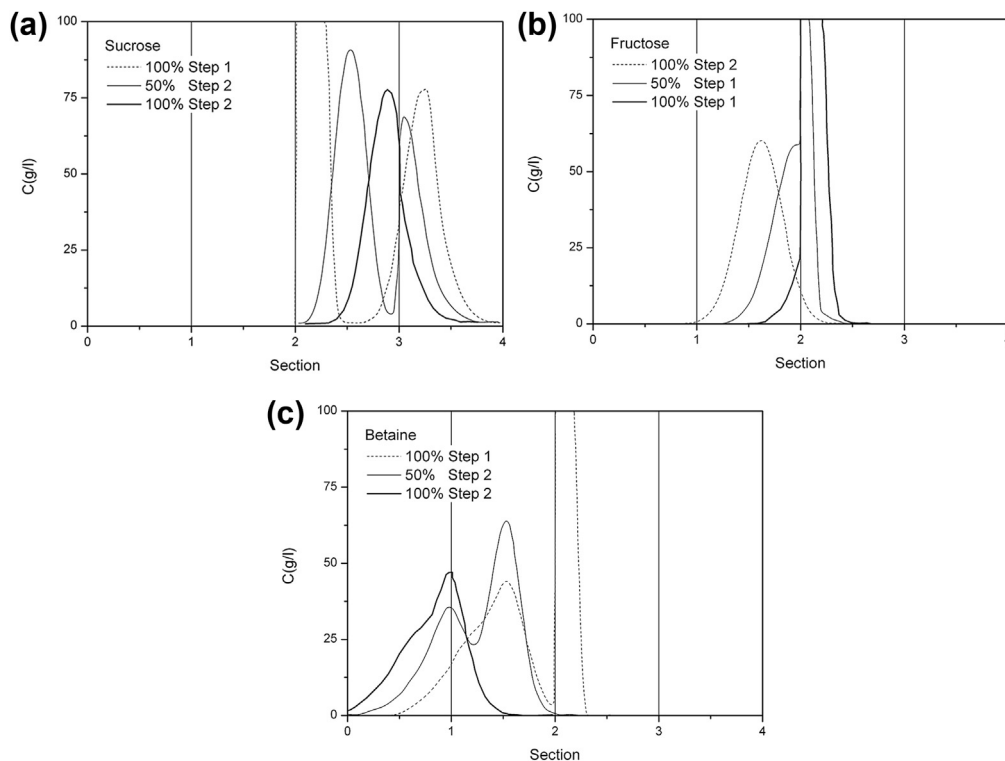 (a)
Sucrose
100% Step 1
50% Step 2
100% Step 2
C(g/l)
100
75
50
25
0
0 1 2 3 4
Section
(b)
Fructose
100% Step 2
50% Step 1
100% Step 1
C(g/l)
100
75
50
25
0
0 1 2 3
Section
(c)
Betaine
100% Step 1
50% Step 2
100% Step 2
C(g/l)
100
75
50
25
0
0 1 2 3 4
Section